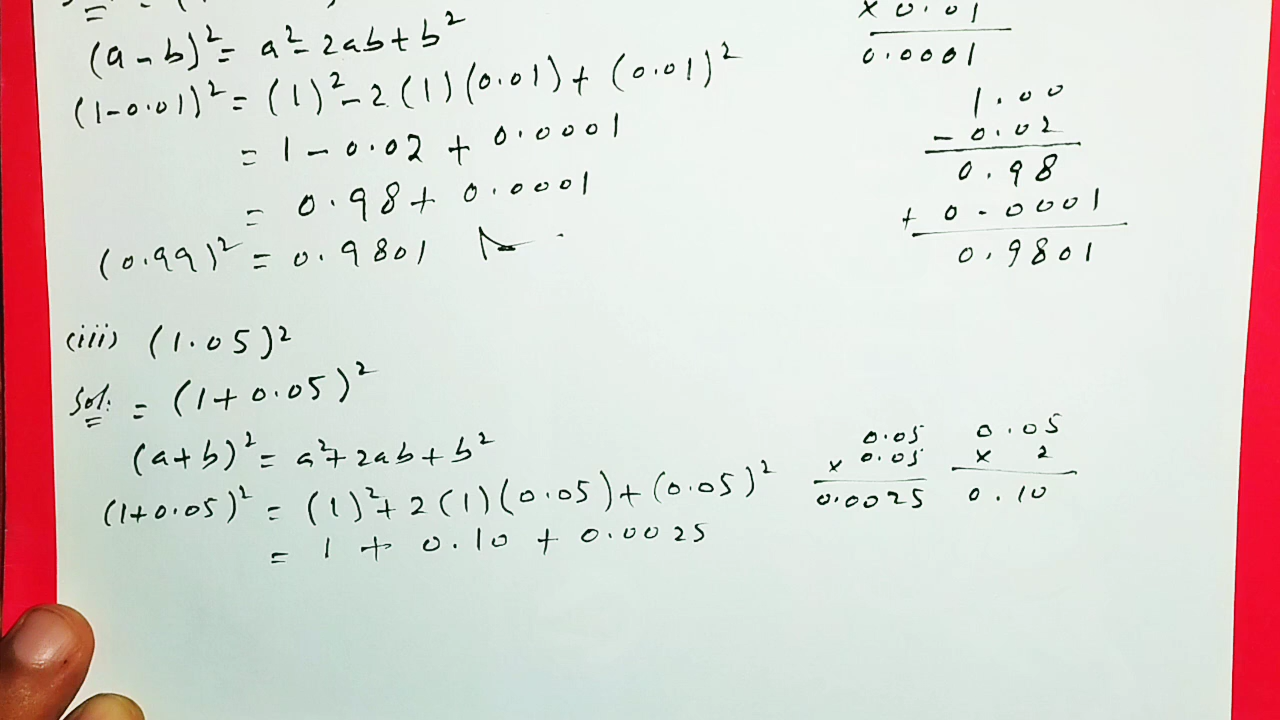 (a-b)² = a² - 2ab + b²
(1-0.01)² = (1)² - 2(1)(0.01) + (0.01)²
= 1 - 0.02 + 0.0001
= 0.98 + 0.0001
(0.99)² = 0.9801
x 0.01
0.0001
1.00
- 0.02
0.98
+ 0.0001
0.9801
(iii) (1.05)²
Sol: = (1+0.05)²
(a+b)² = a² + 2ab + b²
(1+0.05)² = (1)² + 2(1)(0.05) + (0.05)²
= 1 + 0.10 + 0.0025
0.05
x 0.05
0.0025
0.05
x 2
0.10